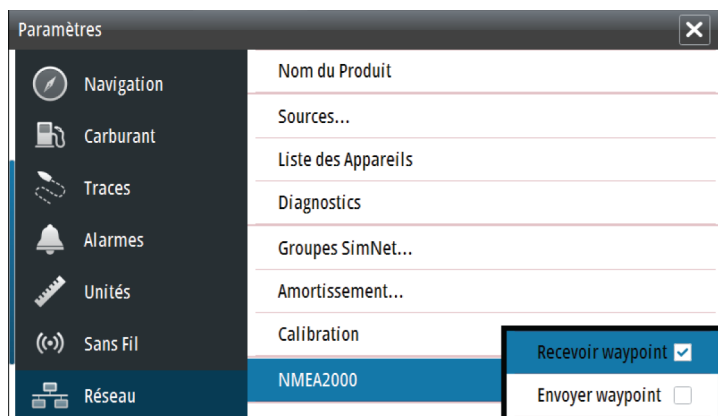 Paramètres
Navigation
Carburant
Traces
Alarmes
Unités
Sans Fil
Réseau
Nom du Produit
Sources...
Liste des Appareils
Diagnostics
Groupes SimNet...
Amortissement...
Calibration
NMEA2000
Recevoir waypoint
Envoyer waypoint